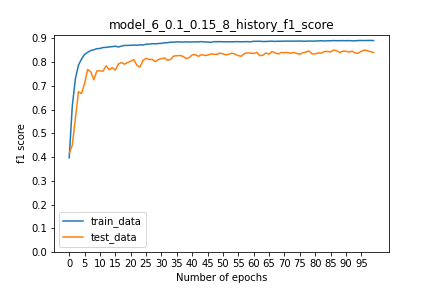 model_6_0.1_0.15_8_history_f1_score
f1 score
0.9
0.8
0.7
0.6
0.5
0.4
0.3
0.2
0.1
0.0
train_data
test_data
0 5 10 15 20 25 30 35 40 45 50 55 60 65 70 75 80 85 90 95
Number of epochs